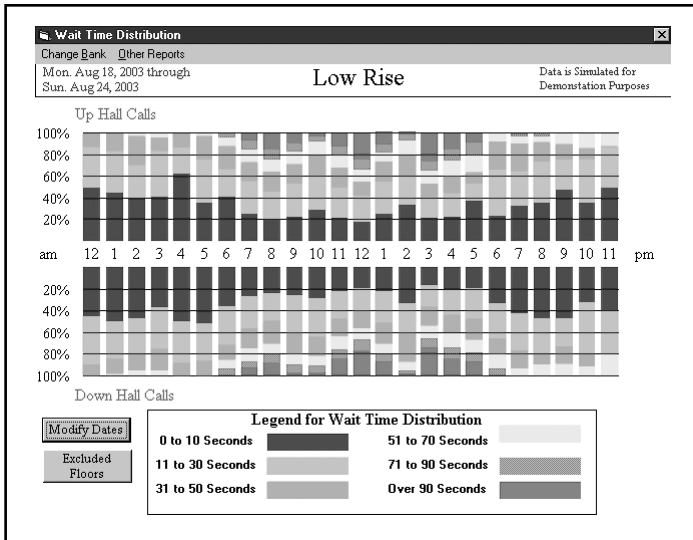 Wait Time Distribution
Change Bank Other Reports
Mon. Aug 18, 2003 through
Sun. Aug 24, 2003
Low Rise
Data is Simulated for
Demonstation Purposes
Up Hall Calls
100%
80%
60%
40%
20%
am 12 1 2 3 4 5 6 7 8 9 10 11 12 1 2 3 4 5 6 7 8 9 10 11 pm
20%
40%
60%
80%
100%
Down Hall Calls
Modify Dates
Excluded
Floors
Legend for Wait Time Distribution
0 to 10 Seconds 51 to 70 Seconds
11 to 30 Seconds 71 to 90 Seconds
31 to 50 Seconds Over 90 Seconds